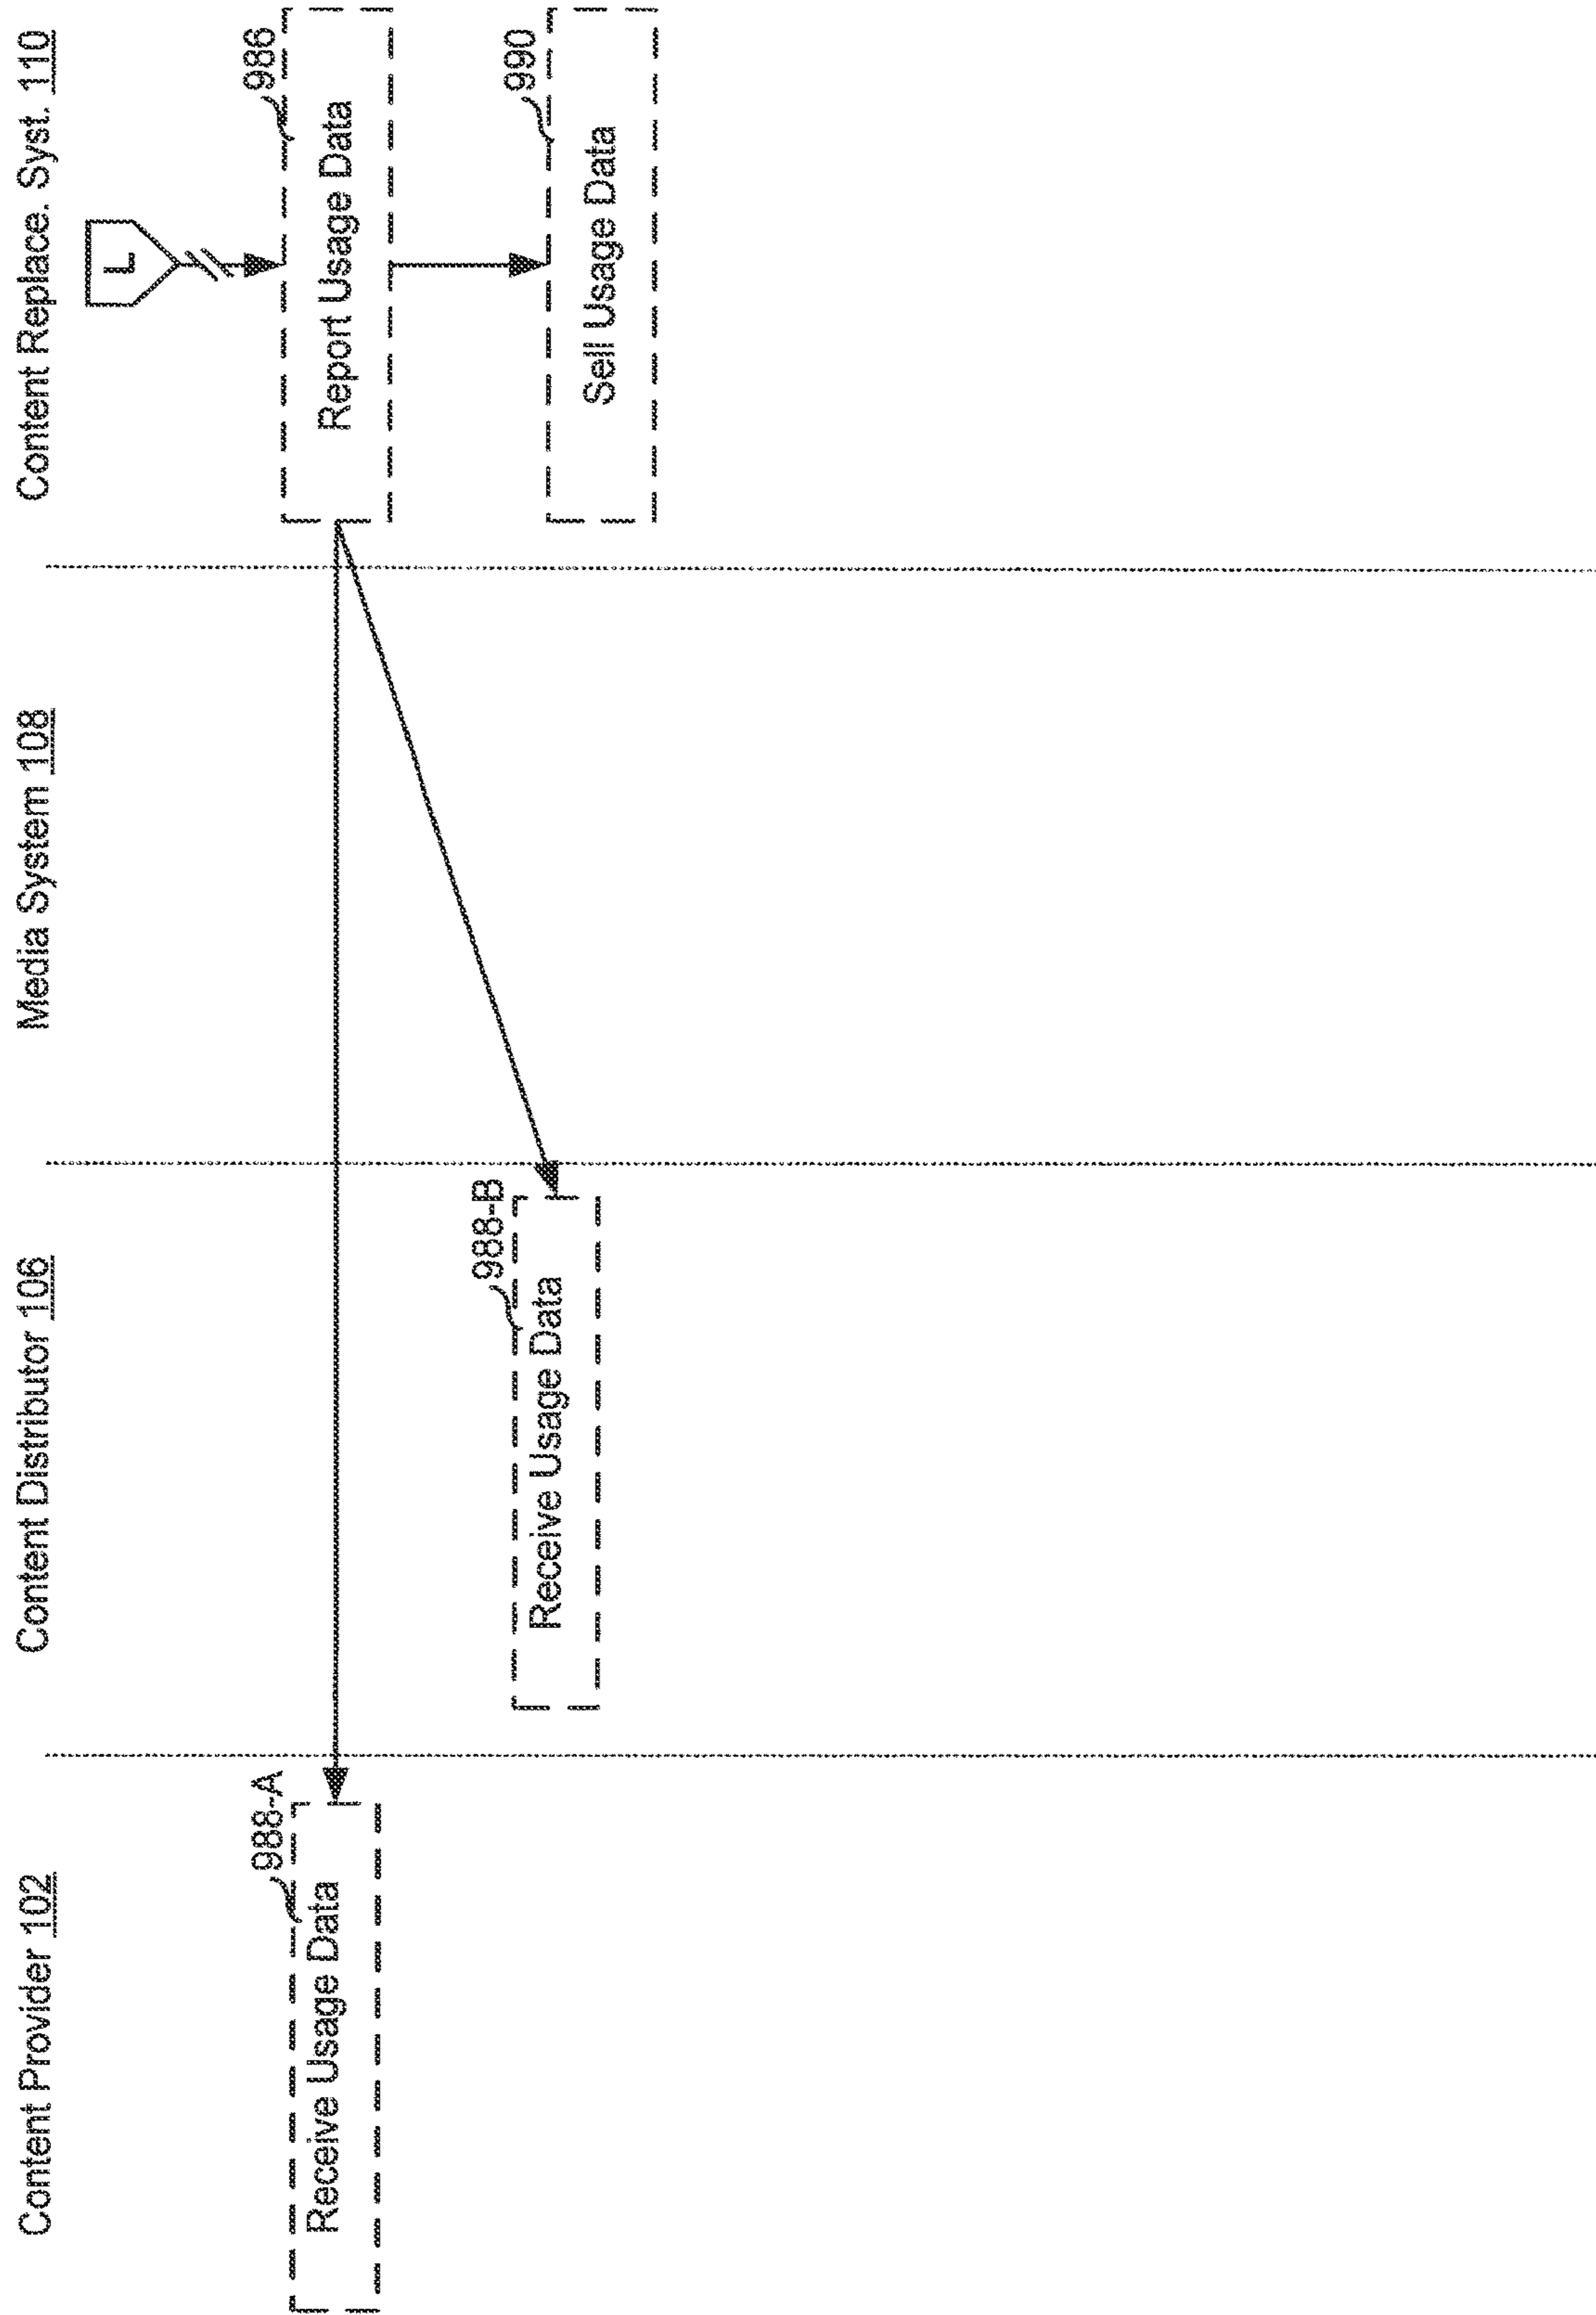 Content Provider 102
Content Distributor 106
Media System 108
Content Replace. Syst. 110
L
986
Report Usage Data
988-A
Receive Usage Data
988-B
Receive Usage Data
990
Sell Usage Data